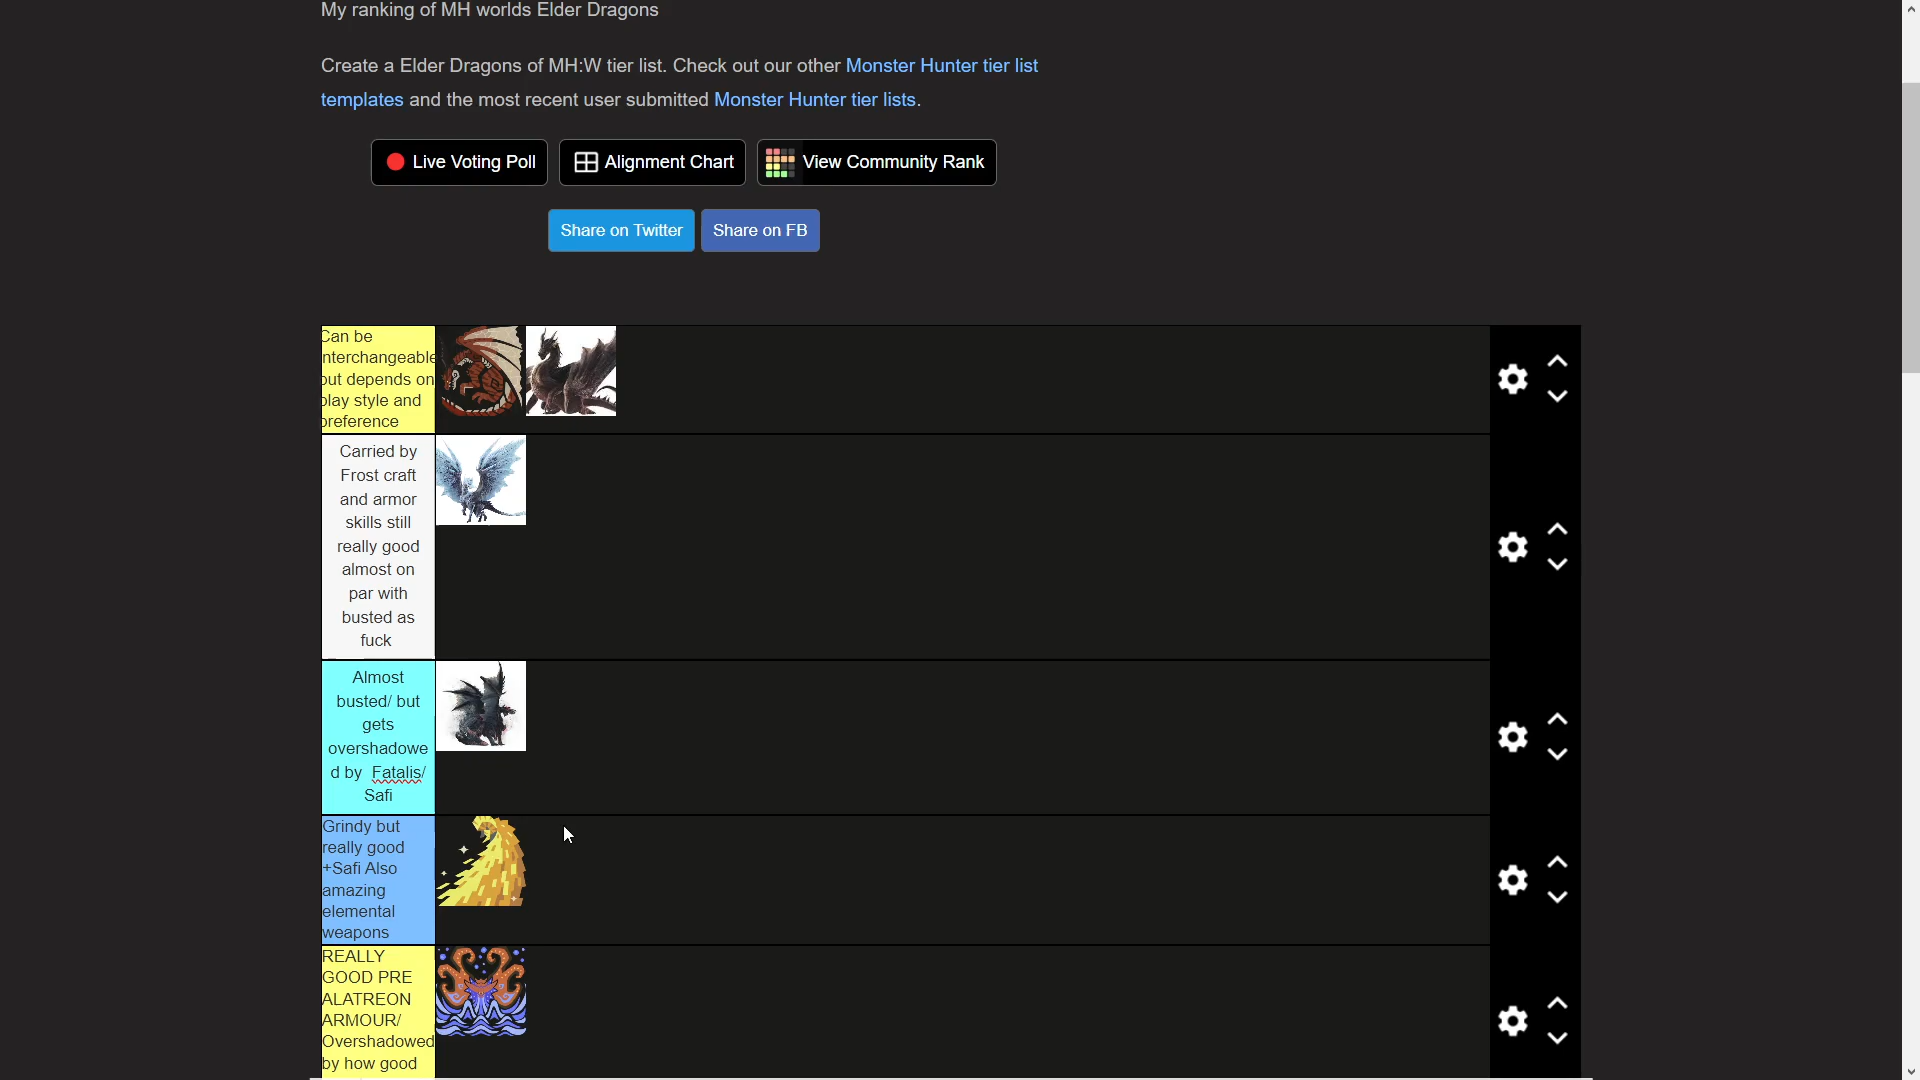 My ranking of MH worlds Elder Dragons
Create a Elder Dragons of MH:W tier list. Check out our other Monster Hunter tier list
templates and the most recent user submitted Monster Hunter tier lists.
Live Voting Poll
Alignment Chart
View Community Rank
Share on Twitter
Share on FB
Can be
nterchangeable
but depends on
play style and
preference
Carried by
Frost craft
and armor
skills still
really good
almost on
par with
busted as
fuck
Almost
busted/ but
gets
overshadowe
d by Fatalis/
Safi
Grindy but
really good
+Safi Also
amazing
elemental
weapons
REALLY
GOOD PRE
ALATREON
ARMOUR/
Overshadowed
by how good